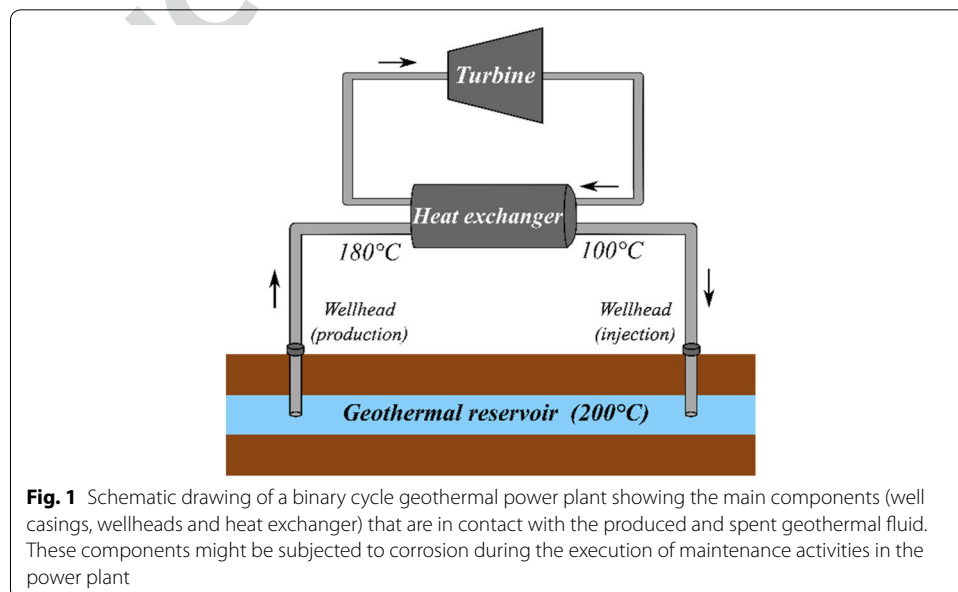 Turbine
Heat exchanger
180°C
100°C
Wellhead
(production)
Wellhead
(injection)
Geothermal reservoir (200°C)
Fig. 1 Schematic drawing of a binary cycle geothermal power plant showing the main components (well
casings, wellheads and heat exchanger) that are in contact with the produced and spent geothermal fluid.
These components might be subjected to corrosion during the execution of maintenance activities in the
power plant